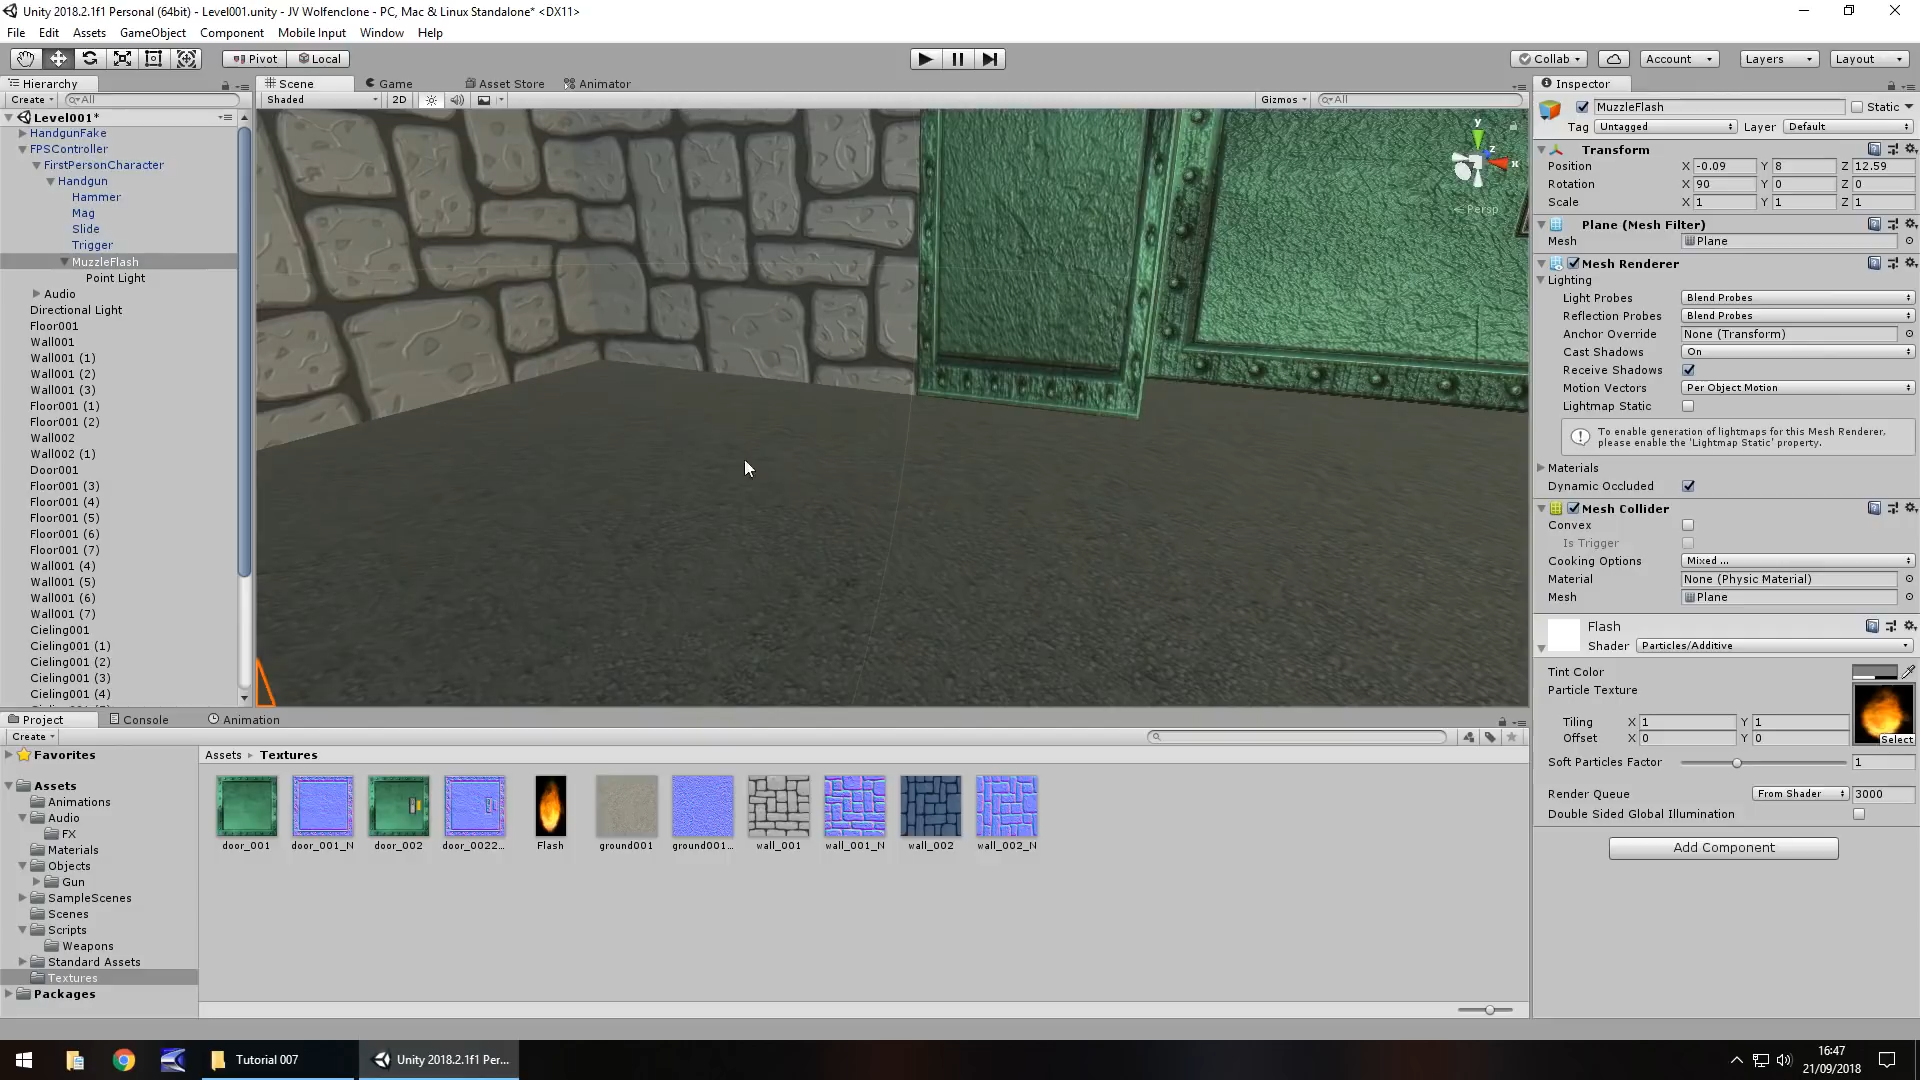 Unity 2018.2.1f1 Personal (64bit) - Level001.unity - JV Wolfenclone - PC, Mac & Linux Standalone* <DX11>
File Edit Assets GameObject Component Mobile Input Window Help
Pivot Local Collab Account Layers Layout
Hierarchy Scene Game Asset Store Animator Inspector
Create All Shaded 2D Gizmos All
Level001*
HandgunFake
FPSController
FirstPersonCharacter
Handgun
Hammer
Mag
Slide
Trigger
MuzzleFlash
Point Light
Audio
Directional Light
Floor001
Wall001
Wall001 (1)
Wall001 (2)
Wall001 (3)
Floor001 (1)
Floor001 (2)
Wall002
Wall002 (1)
Door001
Floor001 (3)
Floor001 (4)
Floor001 (5)
Floor001 (6)
Floor001 (7)
Wall001 (4)
Wall001 (5)
Wall001 (6)
Wall001 (7)
Cieling001
Cieling001 (1)
Cieling001 (2)
Cieling001 (3)
Cieling001 (4)
y
z
x
Persp
MuzzleFlash Static
Tag Untagged Layer Default
Transform
Position X -0.09 Y 8 Z 12.59
Rotation X 90 Y 0 Z 0
Scale X 1 Y 1 Z 1
Plane (Mesh Filter)
Mesh Plane
Mesh Renderer
Lighting
Light Probes Blend Probes
Reflection Probes Blend Probes
Anchor Override None (Transform)
Cast Shadows On
Receive Shadows
Motion Vectors Per Object Motion
Lightmap Static
To enable generation of lightmaps for this Mesh Renderer,
please enable the 'Lightmap Static' property.
Materials
Dynamic Occluded
Mesh Collider
Convex
Is Trigger
Cooking Options Mixed ...
Material None (Physic Material)
Mesh Plane
Flash
Shader Particles/Additive
Tint Color
Particle Texture
Tiling X 1 Y 1
Offset X 0 Y 0
Select
Soft Particles Factor 1
Render Queue From Shader 3000
Double Sided Global Illumination
Add Component
Project Console Animation
Create
Favorites
Assets
Animations
Audio
FX
Materials
Objects
Gun
SampleScenes
Scenes
Scripts
Weapons
Standard Assets
Textures
Packages
Assets Textures
door_001 door_001_N door_002 door_0022... Flash ground001 ground001... wall_001 wall_001_N wall_002 wall_002_N
Tutorial 007 Unity 2018.2.1f1 Per...
16:47
21/09/2018